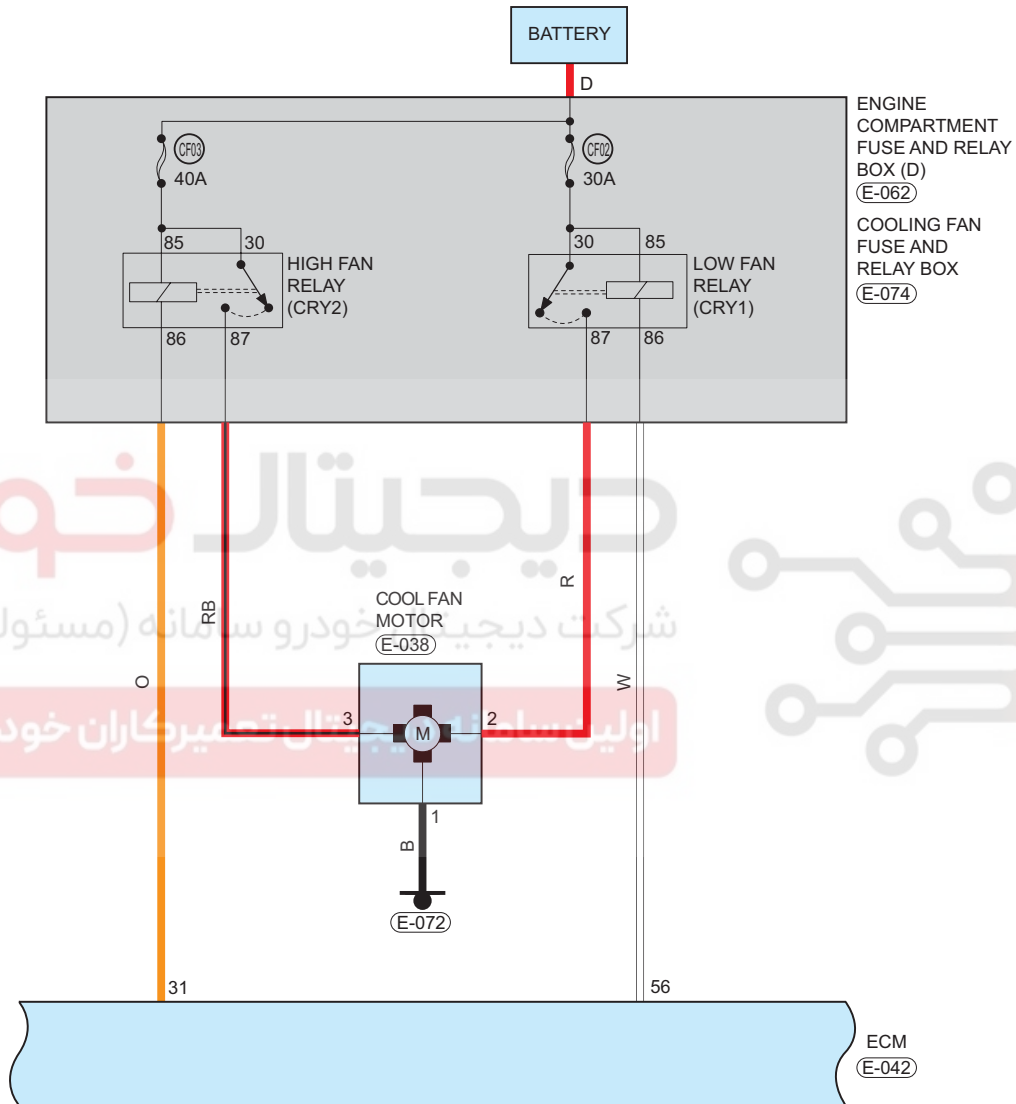 BATTERY
D
ENGINE
COMPARTMENT
FUSE AND RELAY
BOX (D)
E-062
COOLING FAN
FUSE AND
RELAY BOX
E-074
CF03
40A
CF02
30A
85
30
HIGH FAN
RELAY
(CRY2)
86
87
30
85
LOW FAN
RELAY
(CRY1)
87
86
دیجیتال خو
شرکت دیجیتال خودرو سامانه (مسئول
اولین سامانه دیجیتال تعمیرکاران خود
O
RB
R
W
COOL FAN
MOTOR
E-038
3
M
2
1
B
E-072
31
56
ECM
E-042